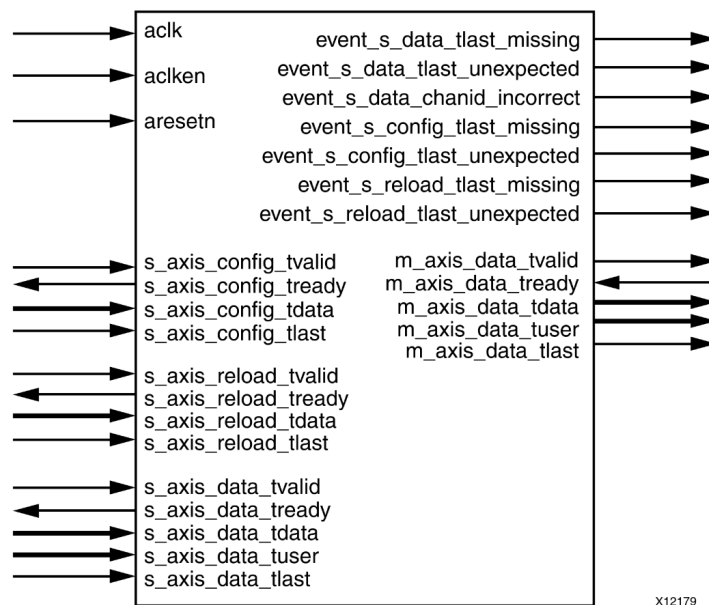 aclk
aclken
aresetn
event_s_data_tlast_missing
event_s_data_tlast_unexpected
event_s_data_chanid_incorrect
event_s_config_tlast_missing
event_s_config_tlast_unexpected
event_s_reload_tlast_missing
event_s_reload_tlast_unexpected
s_axis_config_tvalid
s_axis_config_tready
s_axis_config_tdata
s_axis_config_tlast
m_axis_data_tvalid
m_axis_data_tready
m_axis_data_tdata
m_axis_data_tuser
m_axis_data_tlast
s_axis_reload_tvalid
s_axis_reload_tready
s_axis_reload_tdata
s_axis_reload_tlast
s_axis_data_tvalid
s_axis_data_tready
s_axis_data_tdata
s_axis_data_tuser
s_axis_data_tlast
X12179